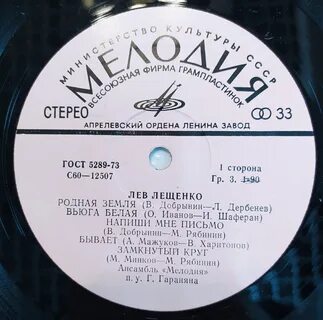 МИНИСТЕРСТВО КУЛЬТУРЫ СССР
МЕЛОДИЯ
ВСЕСОЮЗНАЯ ФИРМА ГРАМПЛАСТИНОК
СТЕРЕО 33
АПРЕЛЕВСКИЙ ОРДЕНА ЛЕНИНА ЗАВОД
ГОСТ 5289-73
С60—12507
1 сторона
Гр. 3. 1-90
ЛЕВ ЛЕЩЕНКО
РОДНАЯ ЗЕМЛЯ (В. Добрынин—Л. Дербенев)
ВЬЮГА БЕЛАЯ (О. Иванов—И. Шаферан)
НАПИШИ МНЕ ПИСЬМО
(В. Добрынин—М. Рябинин)
БЫВАЕТ (А. Мажуков—В. Харитонов)
ЗАМКНУТЫЙ КРУГ
(М. Минков—М. Рябинин)
Ансамбль «Мелодия»
п. у. Г. Гараняна